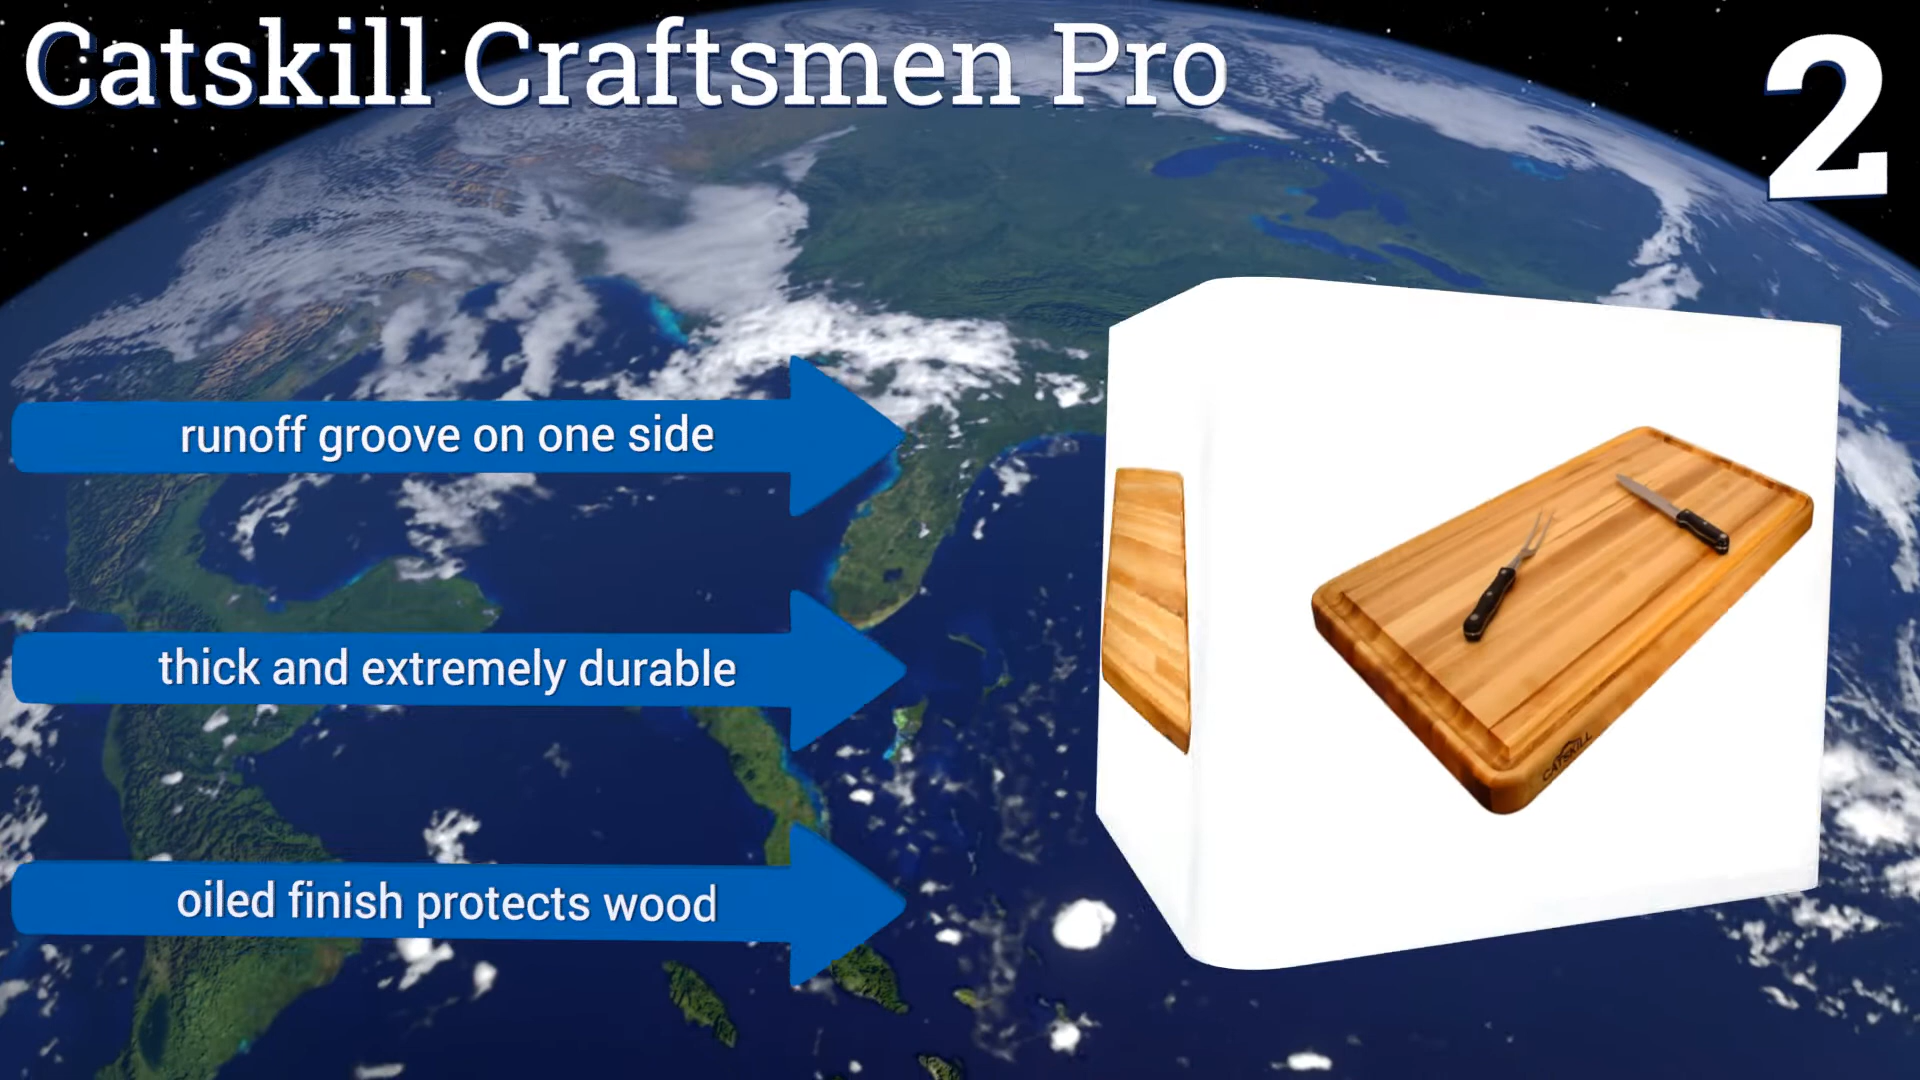 Catskill Craftsmen Pro
2
runoff groove on one side
thick and extremely durable
oiled finish protects wood
CATSKILL